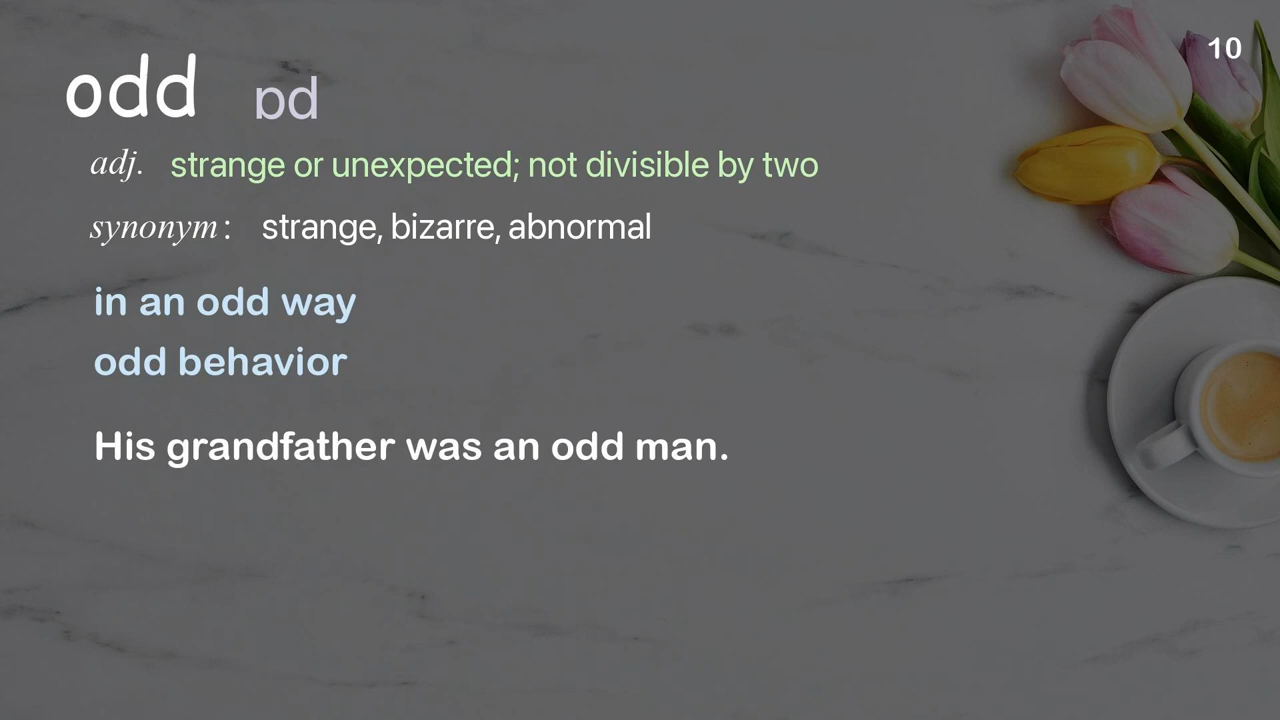 10
odd ɒd
adj. strange or unexpected; not divisible by two
synonym: strange, bizarre, abnormal
in an odd way
odd behavior
His grandfather was an odd man.